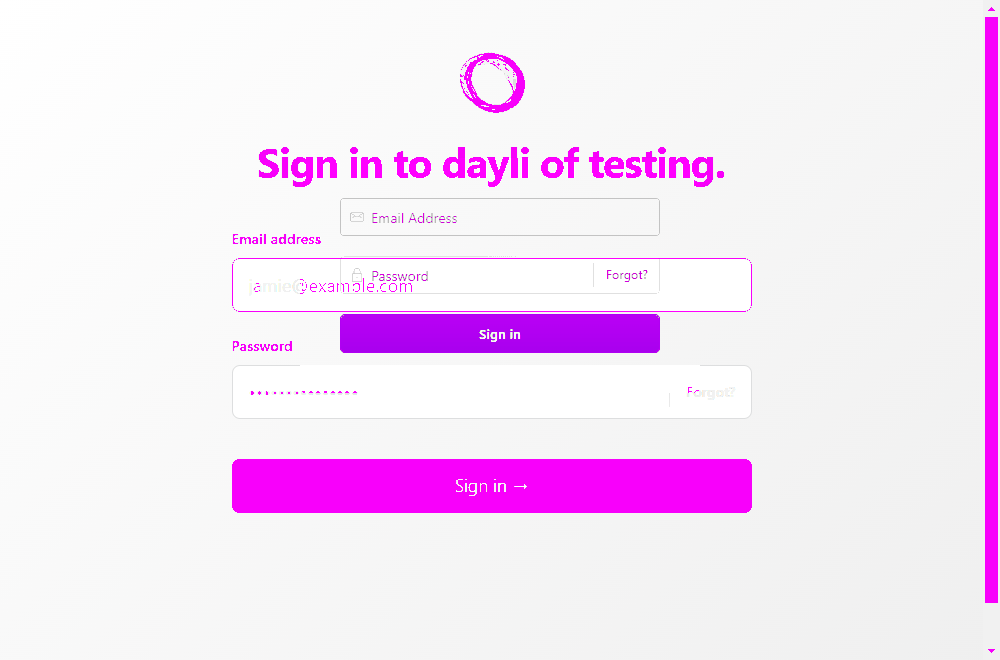 Sign in to dayli of testing.
Email Address
Email address
Password
Forgot?
jamie@example.com
Sign in
Password
••••••••••••••
Forgot?
Sign in →